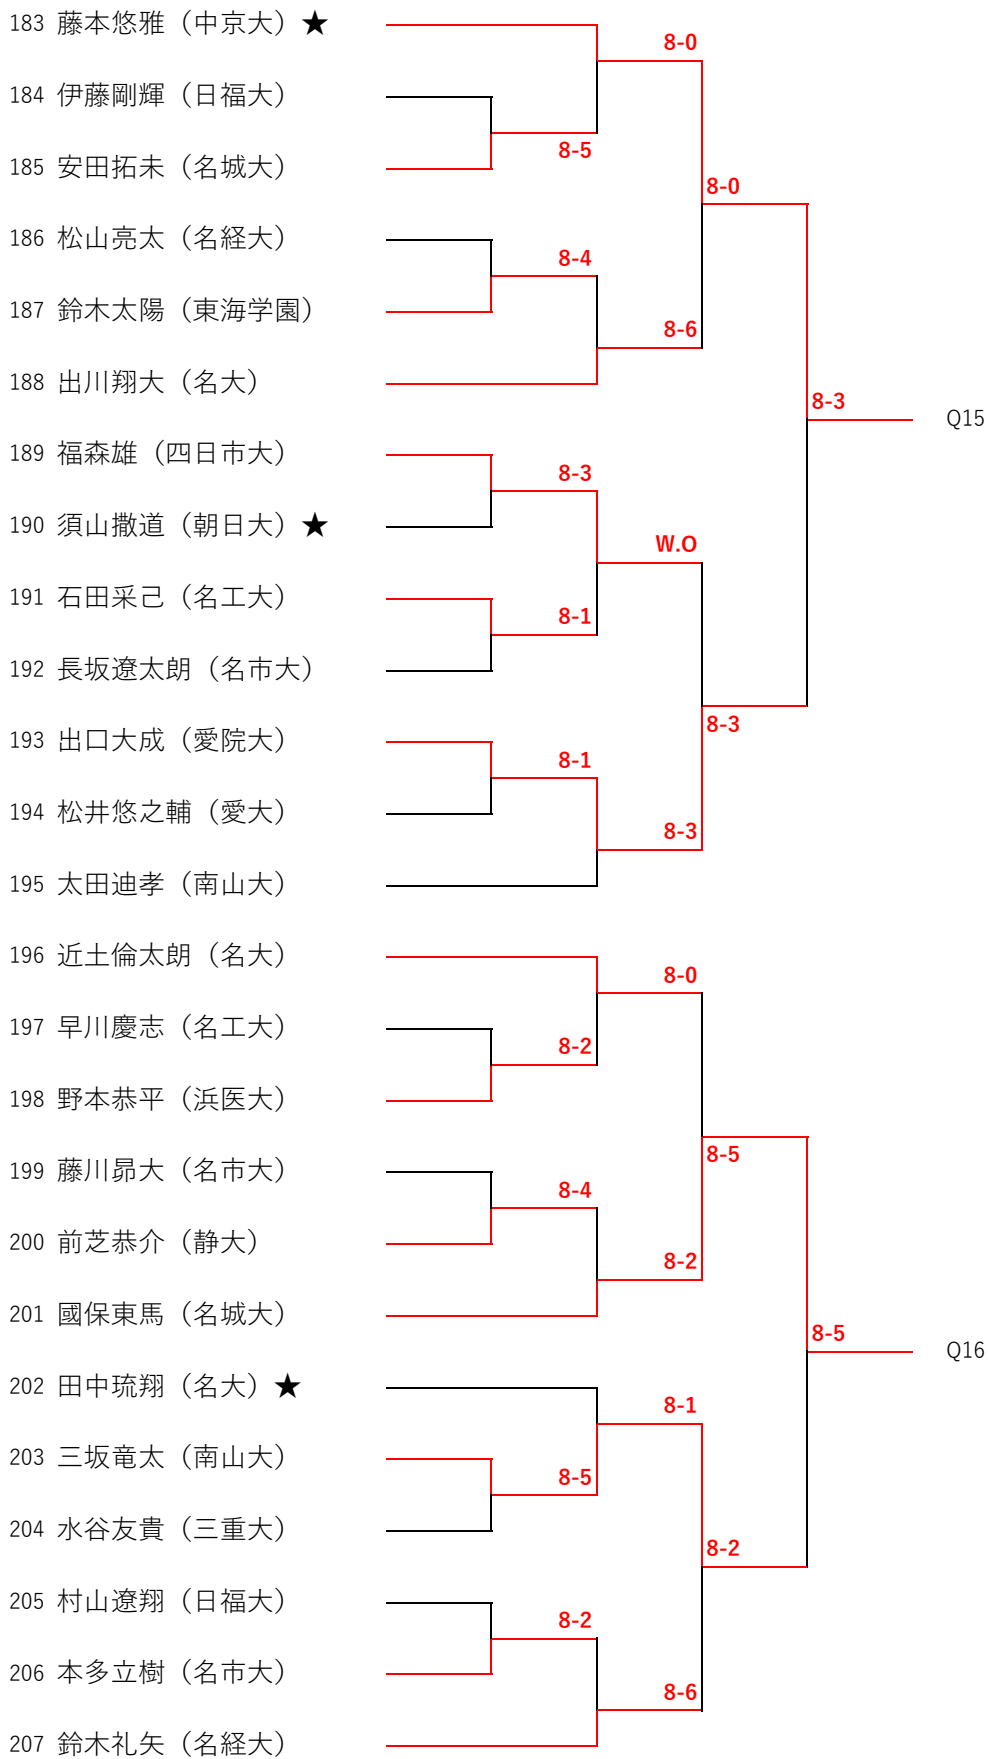 183 藤本悠雅（中京大）★
8-0
184 伊藤剛輝（日福大）
8-5
185 安田拓未（名城大）
8-0
186 松山亮太（名経大）
8-4
187 鈴木太陽（東海学園）
8-6
188 出川翔大（名大）
8-3
Q15
189 福森雄（四日市大）
8-3
190 須山撒道（朝日大）★
W.O
191 石田采己（名工大）
8-1
192 長坂遼太朗（名市大）
8-3
193 出口大成（愛院大）
8-1
194 松井悠之輔（愛大）
8-3
195 太田迪孝（南山大）
196 近土倫太朗（名大）
8-0
197 早川慶志（名工大）
8-2
198 野本恭平（浜医大）
8-5
199 藤川昴大（名市大）
8-4
200 前芝恭介（静大）
8-2
201 國保東馬（名城大）
8-5
Q16
202 田中琉翔（名大）★
8-1
203 三坂竜太（南山大）
8-5
204 水谷友貴（三重大）
8-2
205 村山遼翔（日福大）
8-2
206 本多立樹（名市大）
8-6
207 鈴木礼矢（名経大）